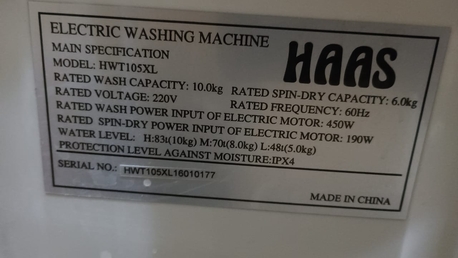 ELECTRIC WASHING MACHINE
HAAS
MAIN SPECIFICATION
MODEL: HWT105XL
RATED WASH CAPACITY: 10.0kg RATED SPIN-DRY CAPACITY: 6.0kg
RATED VOLTAGE: 220V RATED FREQUENCY: 60Hz
RATED WASH POWER INPUT OF ELECTRIC MOTOR: 450W
RATED SPIN-DRY POWER INPUT OF ELECTRIC MOTOR: 190W
WATER LEVEL: H:83ℓ(10kg) M:70ℓ(8.0kg) L:48ℓ(5.0kg)
PROTECTION LEVEL AGAINST MOISTURE:IPX4
SERIAL NO.: HWT105XL16010177
MADE IN CHINA